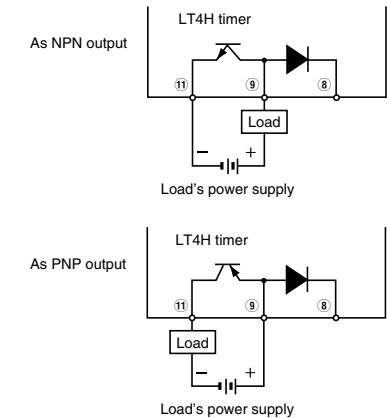 LT4H timer
As NPN output
⑪ ⑨ ⑧
Load
− +
Load's power supply
LT4H timer
As PNP output
⑪ ⑨ ⑧
Load
− +
Load's power supply